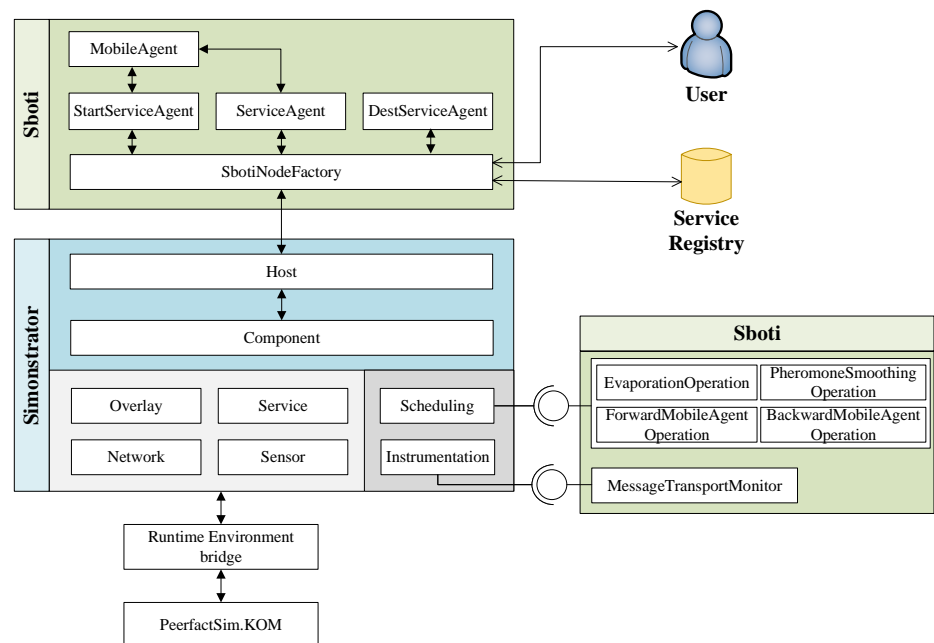 Sboti
MobileAgent
StartServiceAgent
ServiceAgent
DestServiceAgent
SbotiNodeFactory
User
Service
Registry
Simonstrator
Host
Component
Overlay
Service
Network
Sensor
Scheduling
Instrumentation
Sboti
EvaporationOperation
PheromoneSmoothing
Operation
ForwardMobileAgent
Operation
BackwardMobileAgent
Operation
MessageTransportMonitor
Runtime Environment
bridge
PeerfactSim.KOM